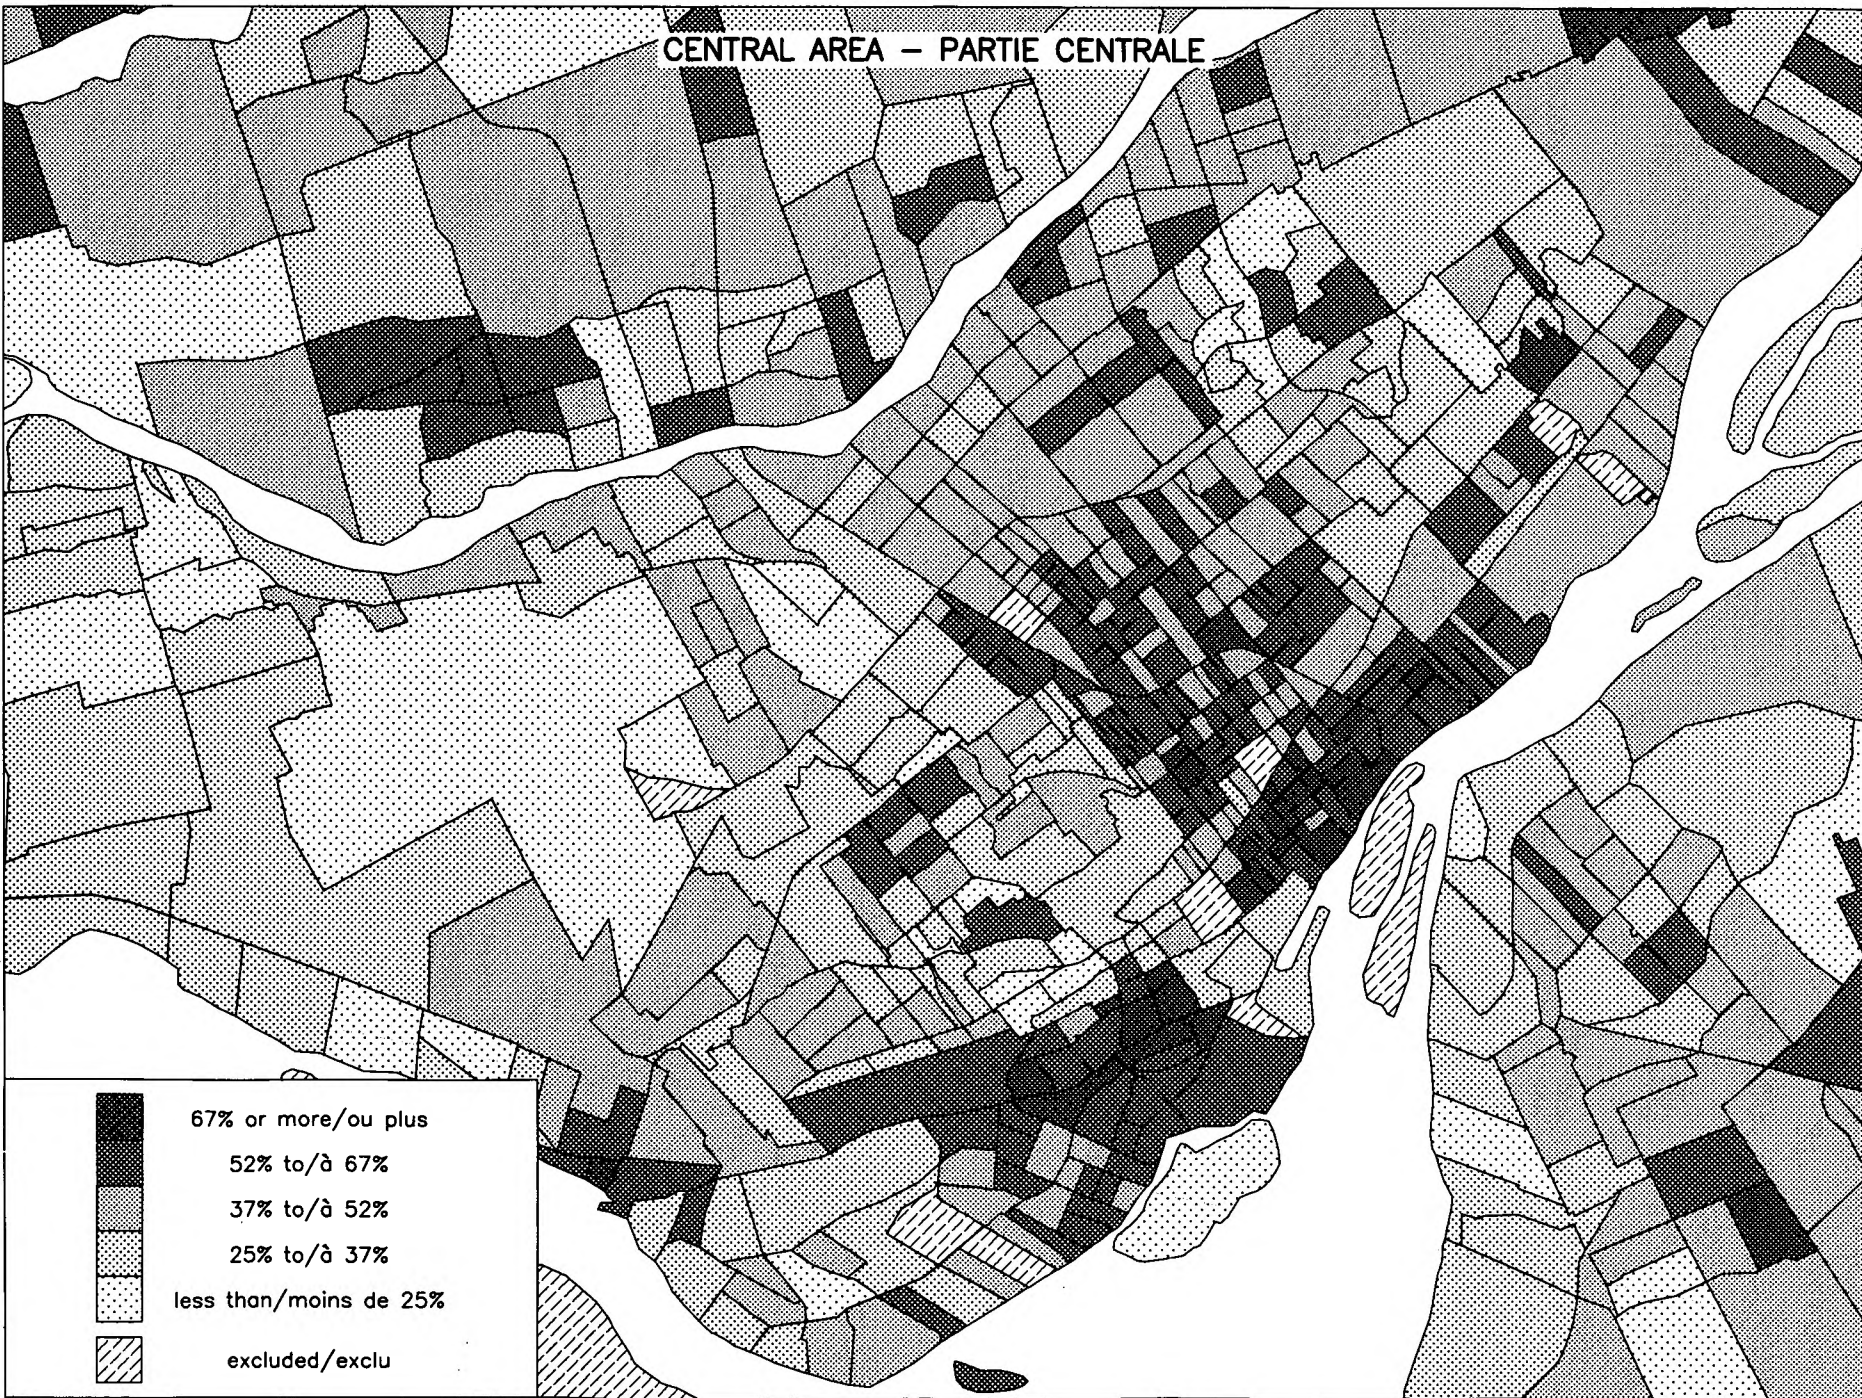 CENTRAL AREA – PARTIE CENTRALE
67% or more/ou plus
52% to/à 67%
37% to/à 52%
25% to/à 37%
less than/moins de 25%
excluded/exclu